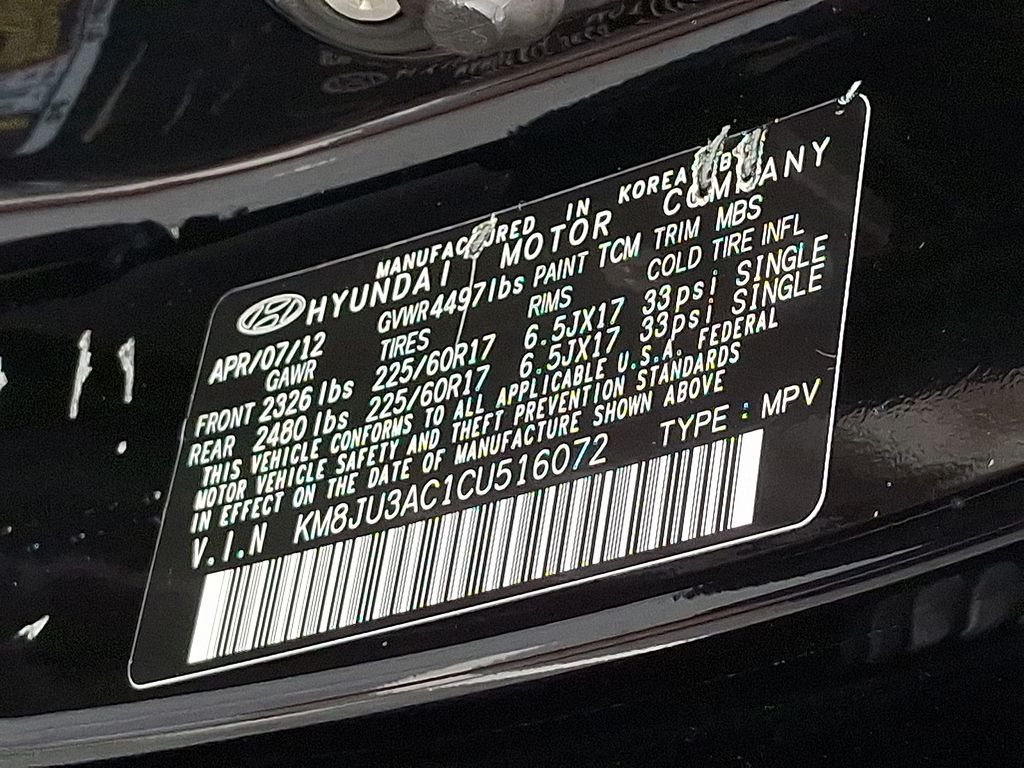 MANUFACTURED IN KOREA BY
HYUNDAI MOTOR COMPANY
APR/07/12 GVWR 4497lbs PAINT TCM TRIM MBS
GAWR TIRES RIMS COLD TIRE INFL
FRONT 2326 lbs 225/60R17 6.5JX17 33psi SINGLE
REAR 2480 lbs 225/60R17 6.5JX17 33psi SINGLE
THIS VEHICLE CONFORMS TO ALL APPLICABLE U.S.A. FEDERAL
MOTOR VEHICLE SAFETY AND THEFT PREVENTION STANDARDS
IN EFFECT ON THE DATE OF MANUFACTURE SHOWN ABOVE
V.I.N KM8JU3AC1CU516072 TYPE : MPV